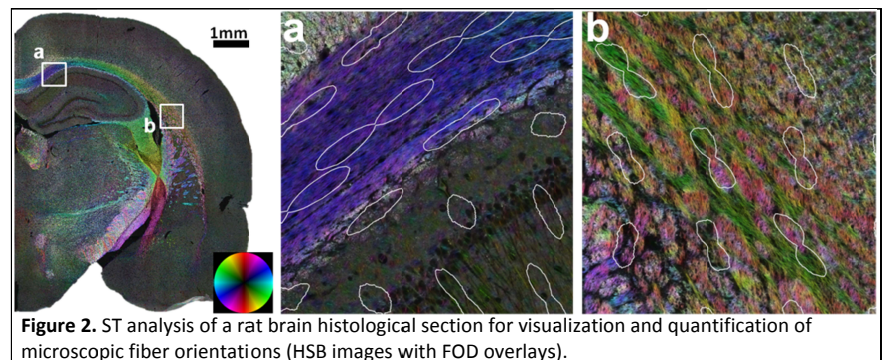 a
b
1mm
a
b
Figure 2. ST analysis of a rat brain histological section for visualization and quantification of
microscopic fiber orientations (HSB images with FOD overlays).